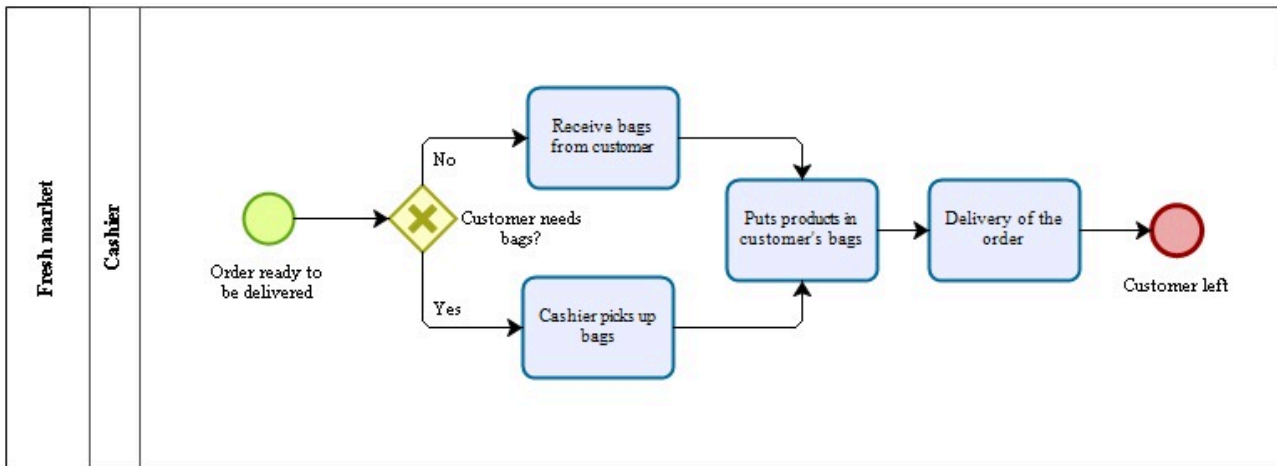 Fresh market
Cashier
Order ready to
be delivered
Customer needs
bags?
No
Yes
Receive bags
from customer
Cashier picks up
bags
Puts products in
customer's bags
Delivery of the
order
Customer left